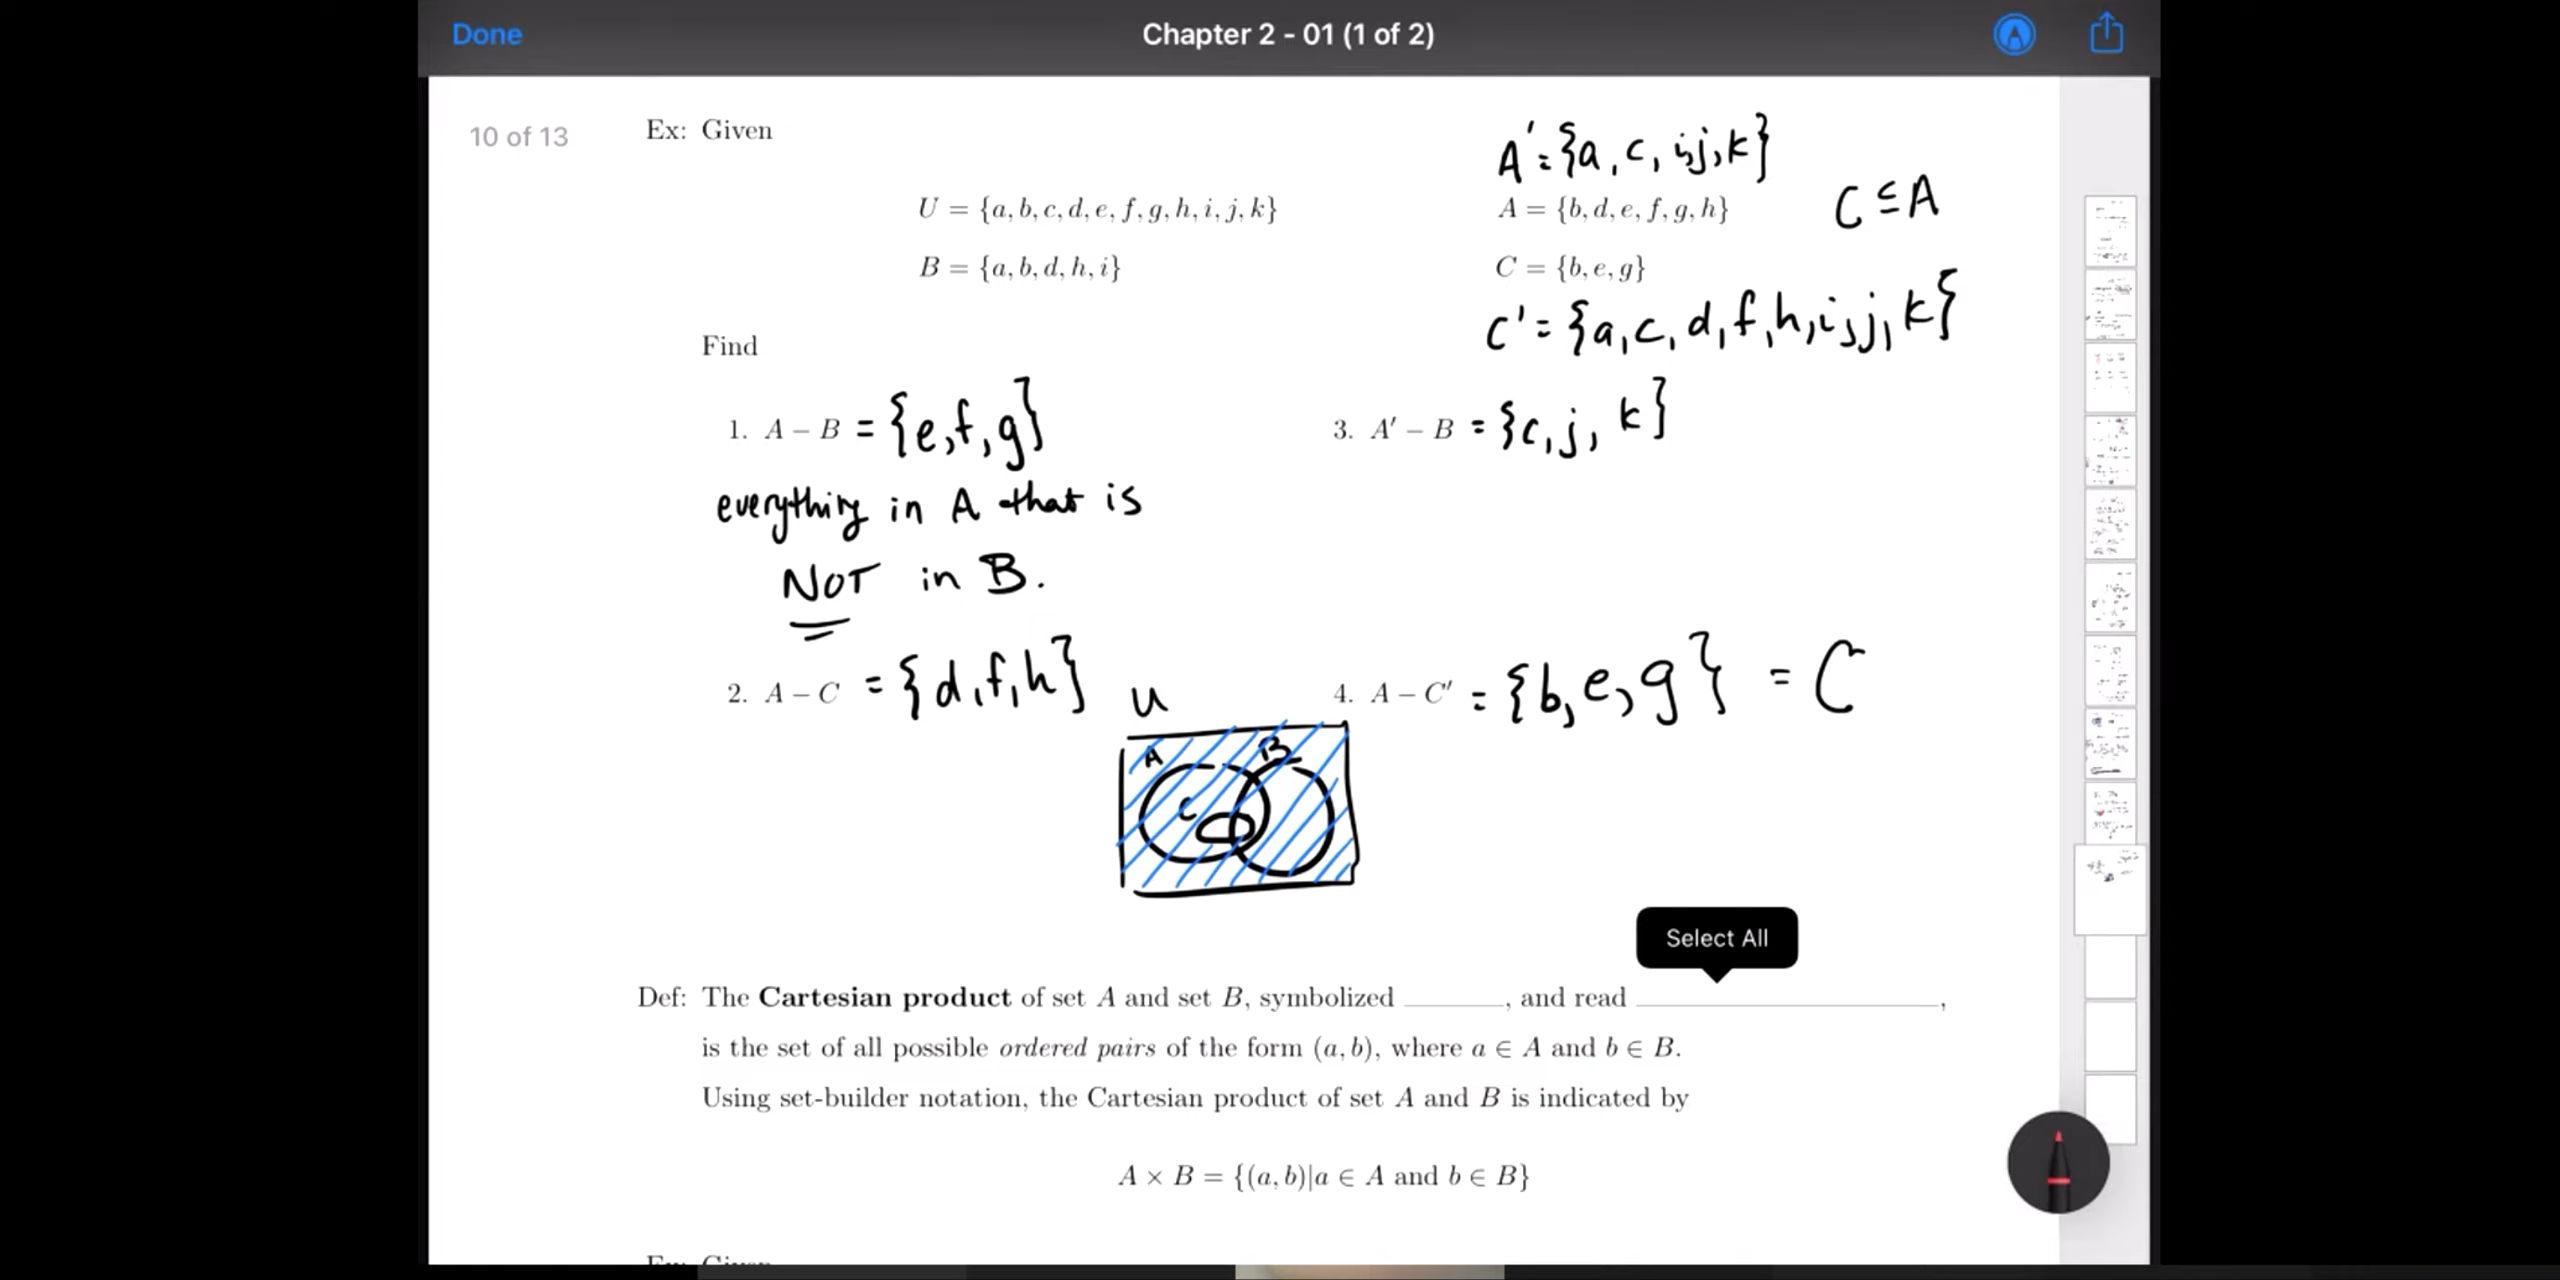 Done
Chapter 2 - 01 (1 of 2)
10 of 13
Ex: Given
A' = {a, c, i, j, k}
U = {a, b, c, d, e, f, g, h, i, j, k}
A = {b, d, e, f, g, h}
C ⊆ A
B = {a, b, d, h, i}
C = {b, e, g}
C' = {a, c, d, f, h, i, j, k}
Find
1. A − B = {e, f, g}
everything in A that is
NOT in B.
3. A′ − B = {c, j, k}
2. A − C = {d, f, h}
4. A − C′ = {b, e, g} = C
U
A
B
C
Select All
Def: The Cartesian product of set A and set B, symbolized ________, and read ________________________,
is the set of all possible ordered pairs of the form (a, b), where a ∈ A and b ∈ B.
Using set-builder notation, the Cartesian product of set A and B is indicated by
A × B = {(a, b)|a ∈ A and b ∈ B}
Ex: Given